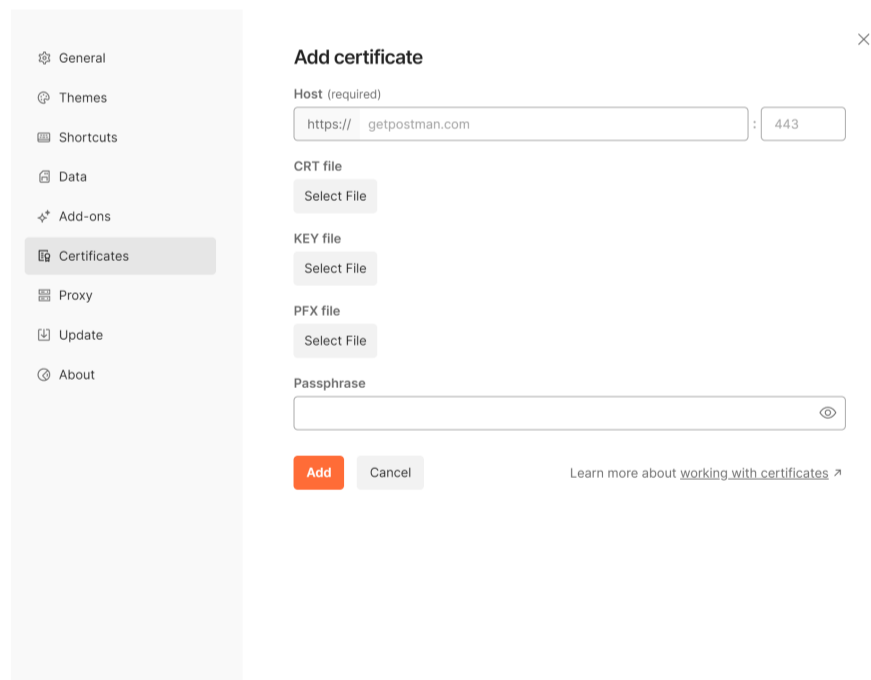 General
Themes
Shortcuts
Data
Add-ons
Certificates
Proxy
Update
About
Add certificate
Host (required)
https:// getpostman.com : 443
CRT file
Select File
KEY file
Select File
PFX file
Select File
Passphrase
Add Cancel Learn more about working with certificates ↗